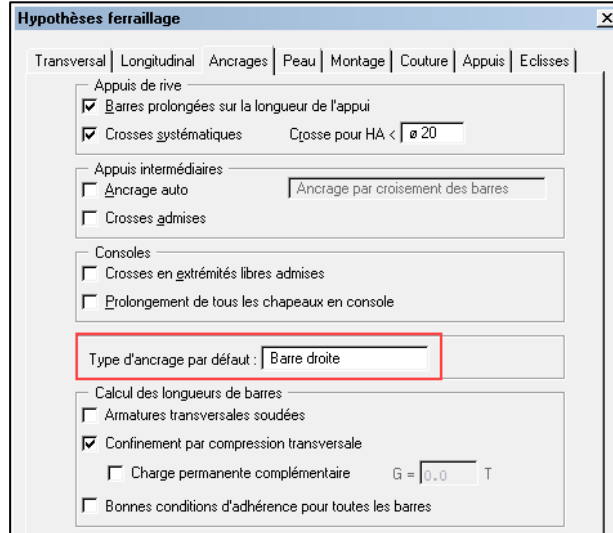 Hypothèses ferraillage
Transversal Longitudinal Ancrages Peau Montage Couture Appuis Eclisses
Appuis de rive
Barres prolongées sur la longueur de l'appui
Crosses systématiques Crosse pour HA < ø 20
Appuis intermédiaires
Ancrage auto Ancrage par croisement des barres
Crosses admises
Consoles
Crosses en extrémités libres admises
Prolongement de tous les chapeaux en console
Type d'ancrage par défaut : Barre droite
Calcul des longueurs de barres
Armatures transversales soudées
Confinement par compression transversale
Charge permanente complémentaire G = 0.0 T
Bonnes conditions d'adhérence pour toutes les barres